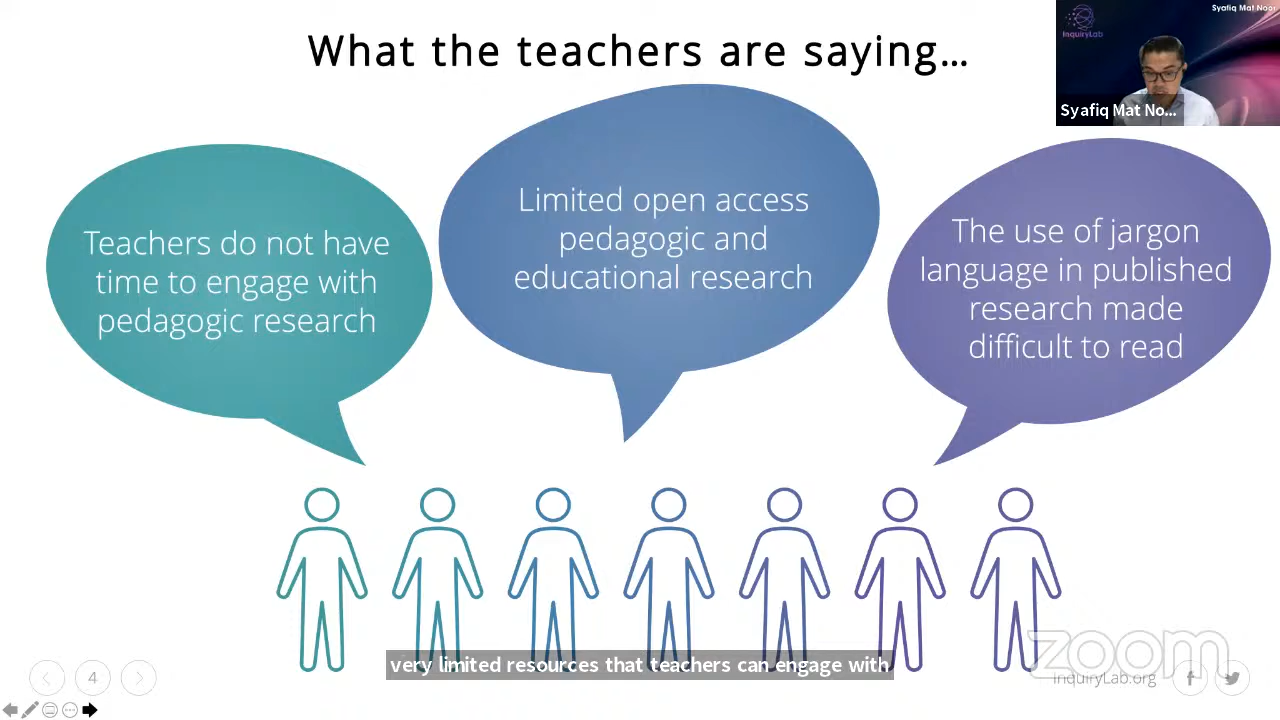 What the teachers are saying...
Syafiq Mat Noor
InquiryLab
Syafiq Mat No...
Teachers do not have
time to engage with
pedagogic research
Limited open access
pedagogic and
educational research
The use of jargon
language in published
research made
difficult to read
very limited resources that teachers can engage with
zoom
4
InquiryLab.org